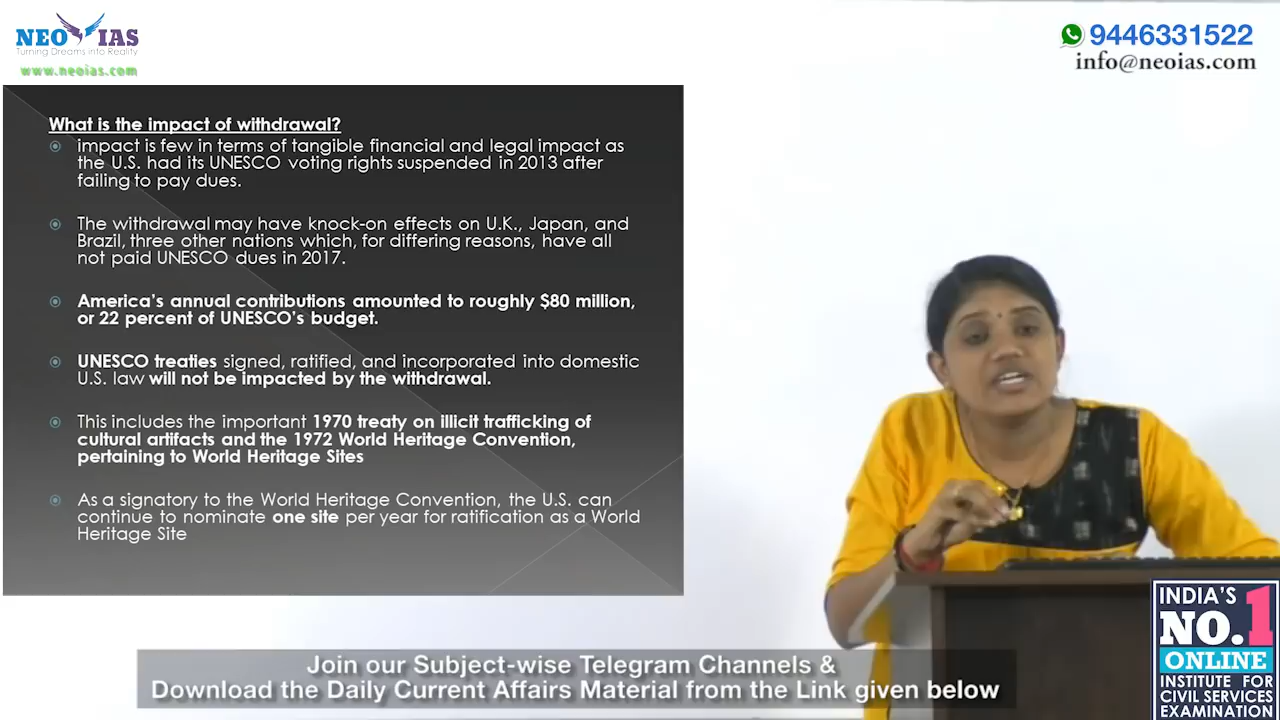 NEO IAS
Turning Dreams into Reality
www.neoias.com
9446331522
info@neoias.com
What is the impact of withdrawal?
impact is few in terms of tangible financial and legal impact as
the U.S. had its UNESCO voting rights suspended in 2013 after
failing to pay dues.
The withdrawal may have knock-on effects on U.K., Japan, and
Brazil, three other nations which, for differing reasons, have all
not paid UNESCO dues in 2017.
America's annual contributions amounted to roughly $80 million,
or 22 percent of UNESCO's budget.
UNESCO treaties signed, ratified, and incorporated into domestic
U.S. law will not be impacted by the withdrawal.
This includes the important 1970 treaty on illicit trafficking of
cultural artifacts and the 1972 World Heritage Convention,
pertaining to World Heritage Sites
As a signatory to the World Heritage Convention, the U.S. can
continue to nominate one site per year for ratification as a World
Heritage Site
INDIA'S
NO.1
ONLINE
INSTITUTE FOR
CIVIL SERVICES
EXAMINATION
Join our Subject-wise Telegram Channels &
Download the Daily Current Affairs Material from the Link given below